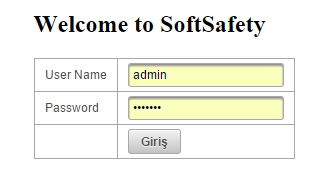 Welcome to SoftSafety
User Name admin
Password •••••••
Giriş